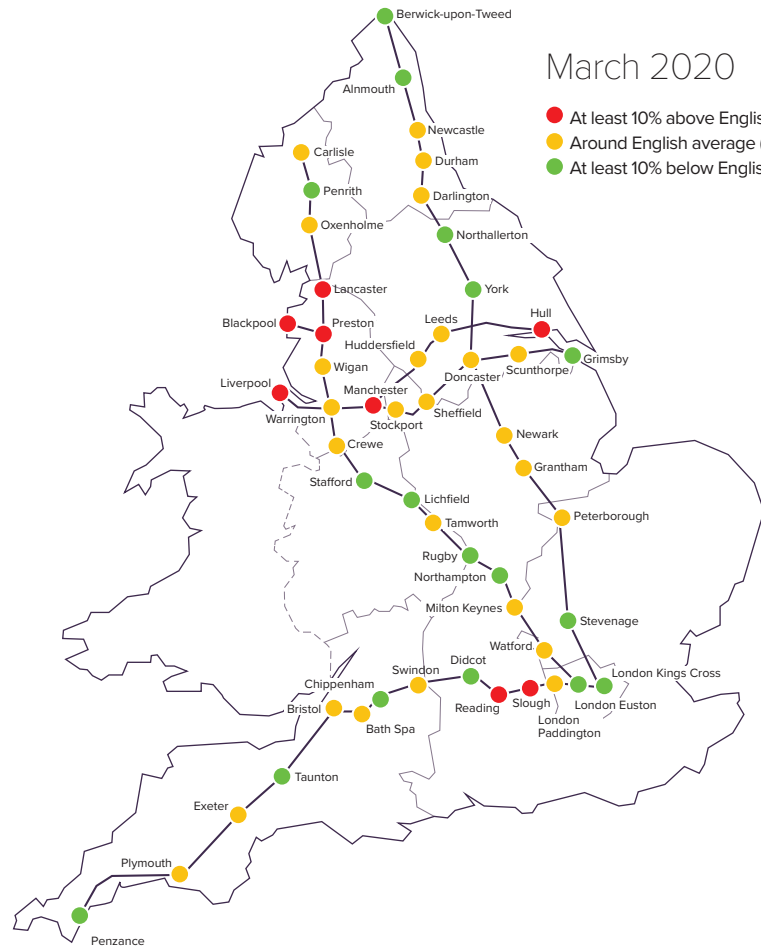 Berwick-upon-Tweed
March 2020
Alnmouth
At least 10% above
Around English average
At least 10% below
Newcastle
Carlisle
Durham
Penrith
Darlington
Oxenholme
Northallerton
Lancaster
York
Hull
Blackpool
Preston
Leeds
Huddersfield
Wigan
Doncaster
Scunthorpe
Grimsby
Liverpool
Manchester
Warrington
Stockport
Sheffield
Crewe
Newark
Grantham
Stafford
Lichfield
Tamworth
Peterborough
Rugby
Northampton
Milton Keynes
Stevenage
Watford
Didcot
Swindon
London Kings Cross
Chippenham
Reading
Slough
London Euston
Bristol
Bath Spa
London
Paddington
Taunton
Exeter
Plymouth
Penzance